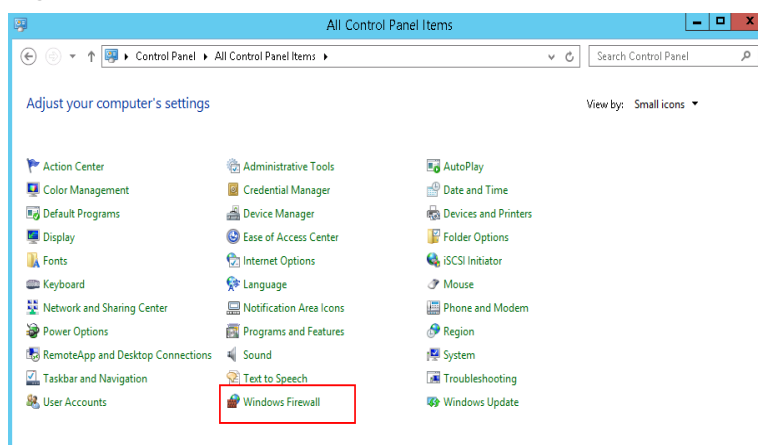 All Control Panel Items
Control Panel All Control Panel Items Search Control Panel
Adjust your computer's settings View by: Small icons
Action Center Administrative Tools AutoPlay
Color Management Credential Manager Date and Time
Default Programs Device Manager Devices and Printers
Display Ease of Access Center Folder Options
Fonts Internet Options iSCSI Initiator
Keyboard Language Mouse
Network and Sharing Center Notification Area Icons Phone and Modem
Power Options Programs and Features Region
RemoteApp and Desktop Connections Sound System
Taskbar and Navigation Text to Speech Troubleshooting
User Accounts Windows Firewall Windows Update